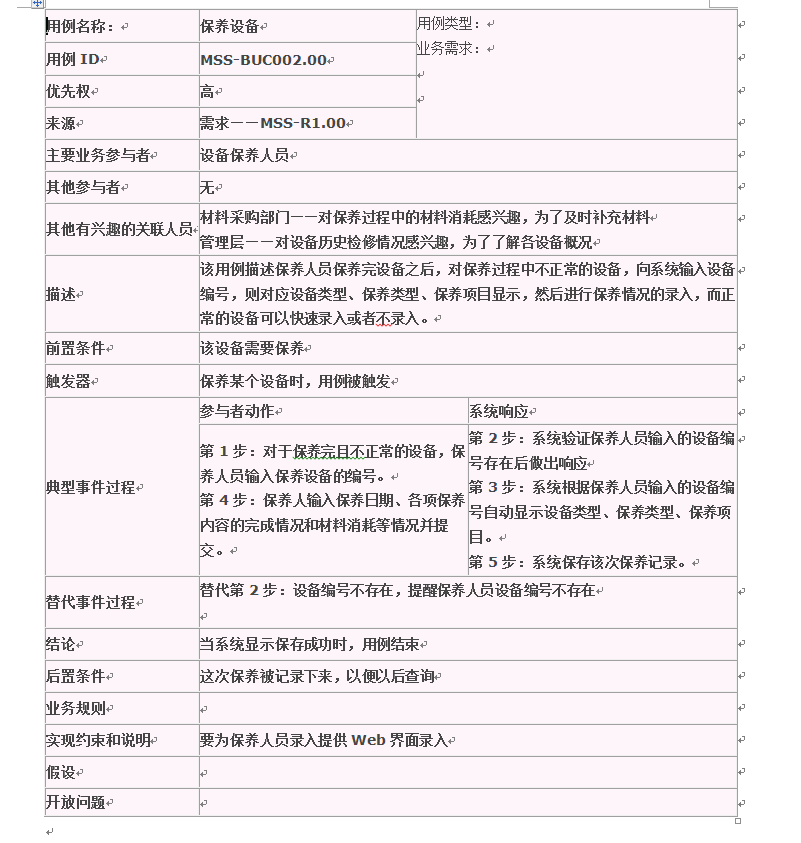 用例名称：
保养设备
用例类型：
业务需求：
用例 ID
MSS-BUC002.00
优先权
高
来源
需求——MSS-R1.00
主要业务参与者
设备保养人员
其他参与者
无
其他有兴趣的关联人员
材料采购部门——对保养过程中的材料消耗感兴趣，为了及时补充材料
管理层——对设备历史检修情况感兴趣，为了了解各设备概况
描述
该用例描述保养人员保养完设备之后，对保养过程中不正常的设备，向系统输入设备
编号，则对应设备类型、保养类型、保养项目显示，然后进行保养情况的录入，而正
常的设备可以快速录入或者不录入。
前置条件
该设备需要保养
触发器
保养某个设备时，用例被触发
典型事件过程
参与者动作
第 1 步：对于保养完且不正常的设备，保
养人员输入保养设备的编号。
第 4 步：保养人输入保养日期、各项保养
内容的完成情况和材料消耗等情况并提
交。
系统响应
第 2 步：系统验证保养人员输入的设备编
号存在后做出响应
第 3 步：系统根据保养人员输入的设备编
号自动显示设备类型、保养类型、保养项
目。
第 5 步：系统保存该次保养记录。
替代事件过程
替代第 2 步：设备编号不存在，提醒保养人员设备编号不存在
结论
当系统显示保存成功时，用例结束
后置条件
这次保养被记录下来，以便以后查询
业务规则
实现约束和说明
要为保养人员录入提供 Web 界面录入
假设
开放问题